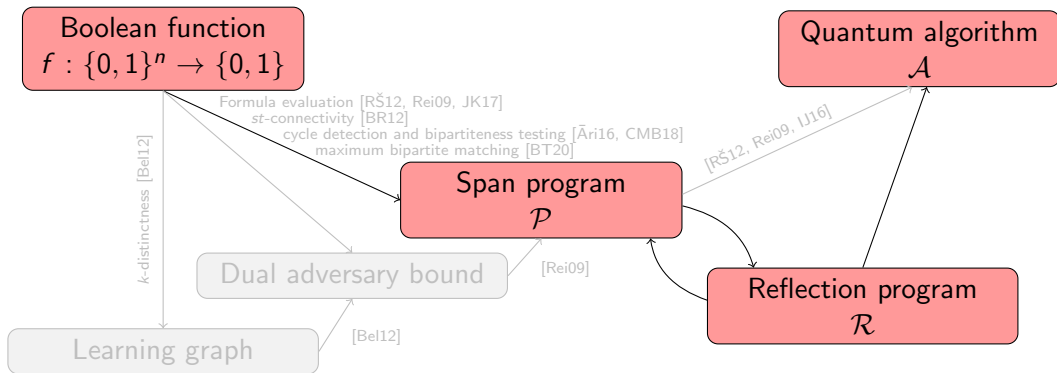 Boolean function
f : {0, 1}ⁿ → {0, 1}
Quantum algorithm
𝒜
Formula evaluation [RŠ12, Rei09, JK17]
st-connectivity [BR12]
cycle detection and bipartiteness testing [Āri16, CMB18]
maximum bipartite matching [BT20]
[RŠ12, Rei09, IJ16]
k-distinctness [Bel12]
Span program
𝒫
Dual adversary bound
[Rei09]
Reflection program
ℛ
Learning graph
[Bel12]